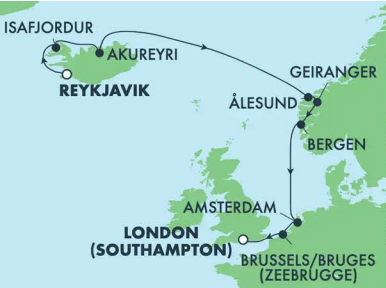 ISAFJORDUR
AKUREYRI
REYKJAVIK
GEIRANGER
ÅLESUND
BERGEN
AMSTERDAM
LONDON
(SOUTHAMPTON)
BRUSSELS/BRUGES
(ZEEBRUGGE)